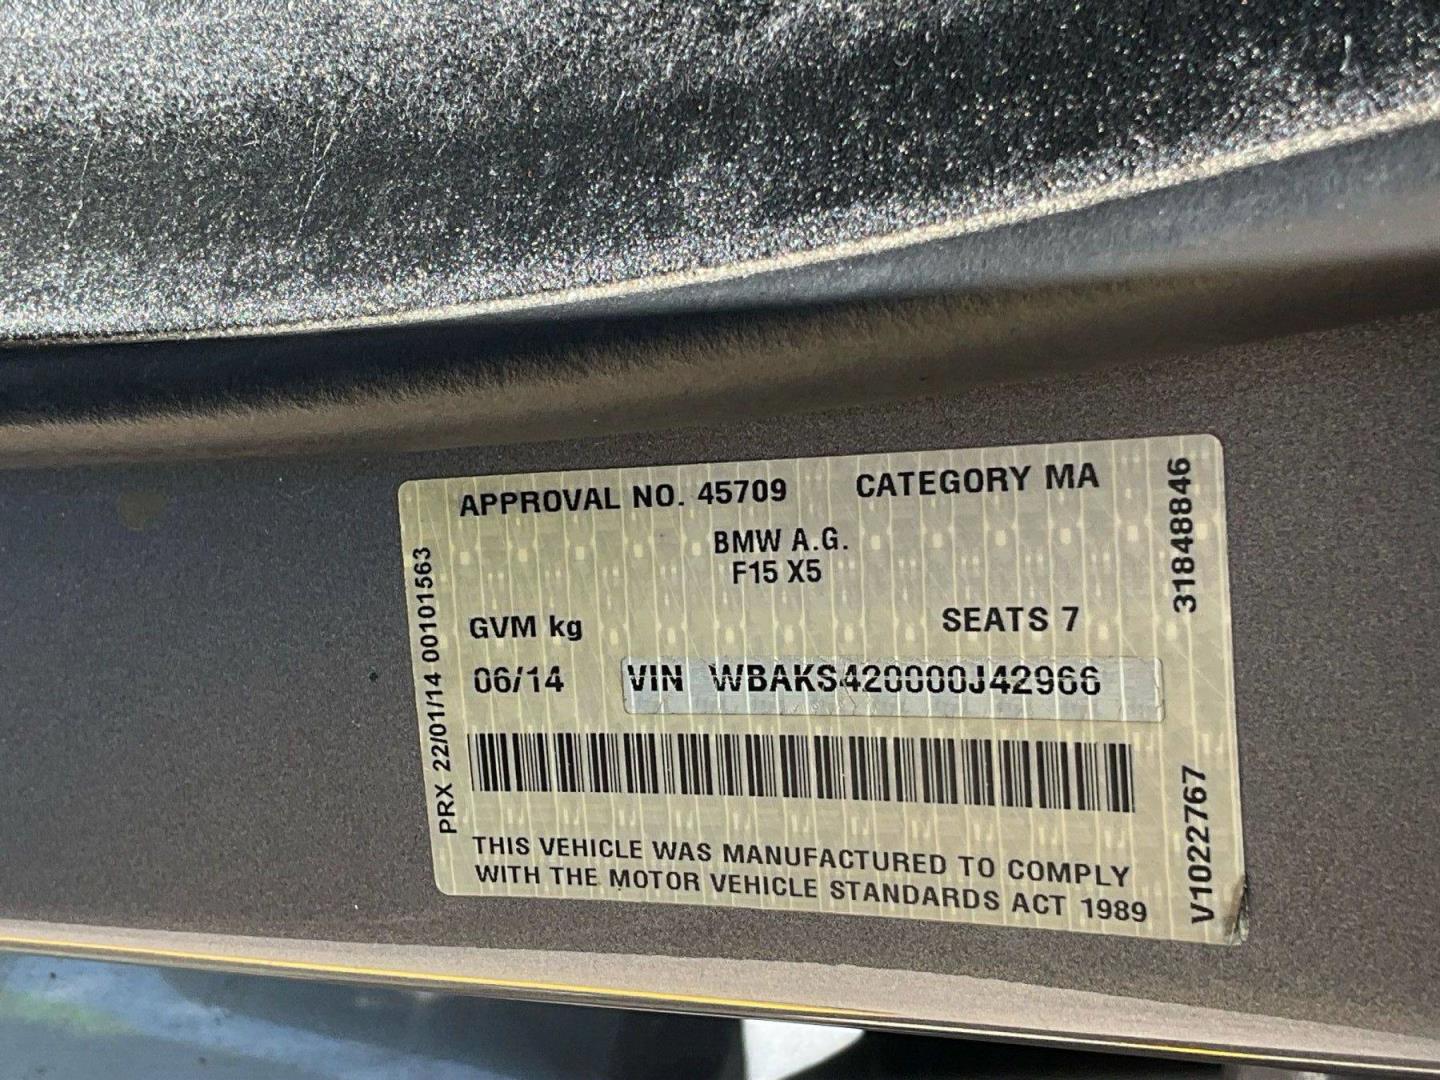 APPROVAL NO. 45709 CATEGORY MA
BMW A.G.
F15 X5
GVM kg SEATS 7
06/14 VIN WBAKS420000J42966
THIS VEHICLE WAS MANUFACTURED TO COMPLY
WITH THE MOTOR VEHICLE STANDARDS ACT 1989
PRX 22/01/14 00101563
31848846
V1022767